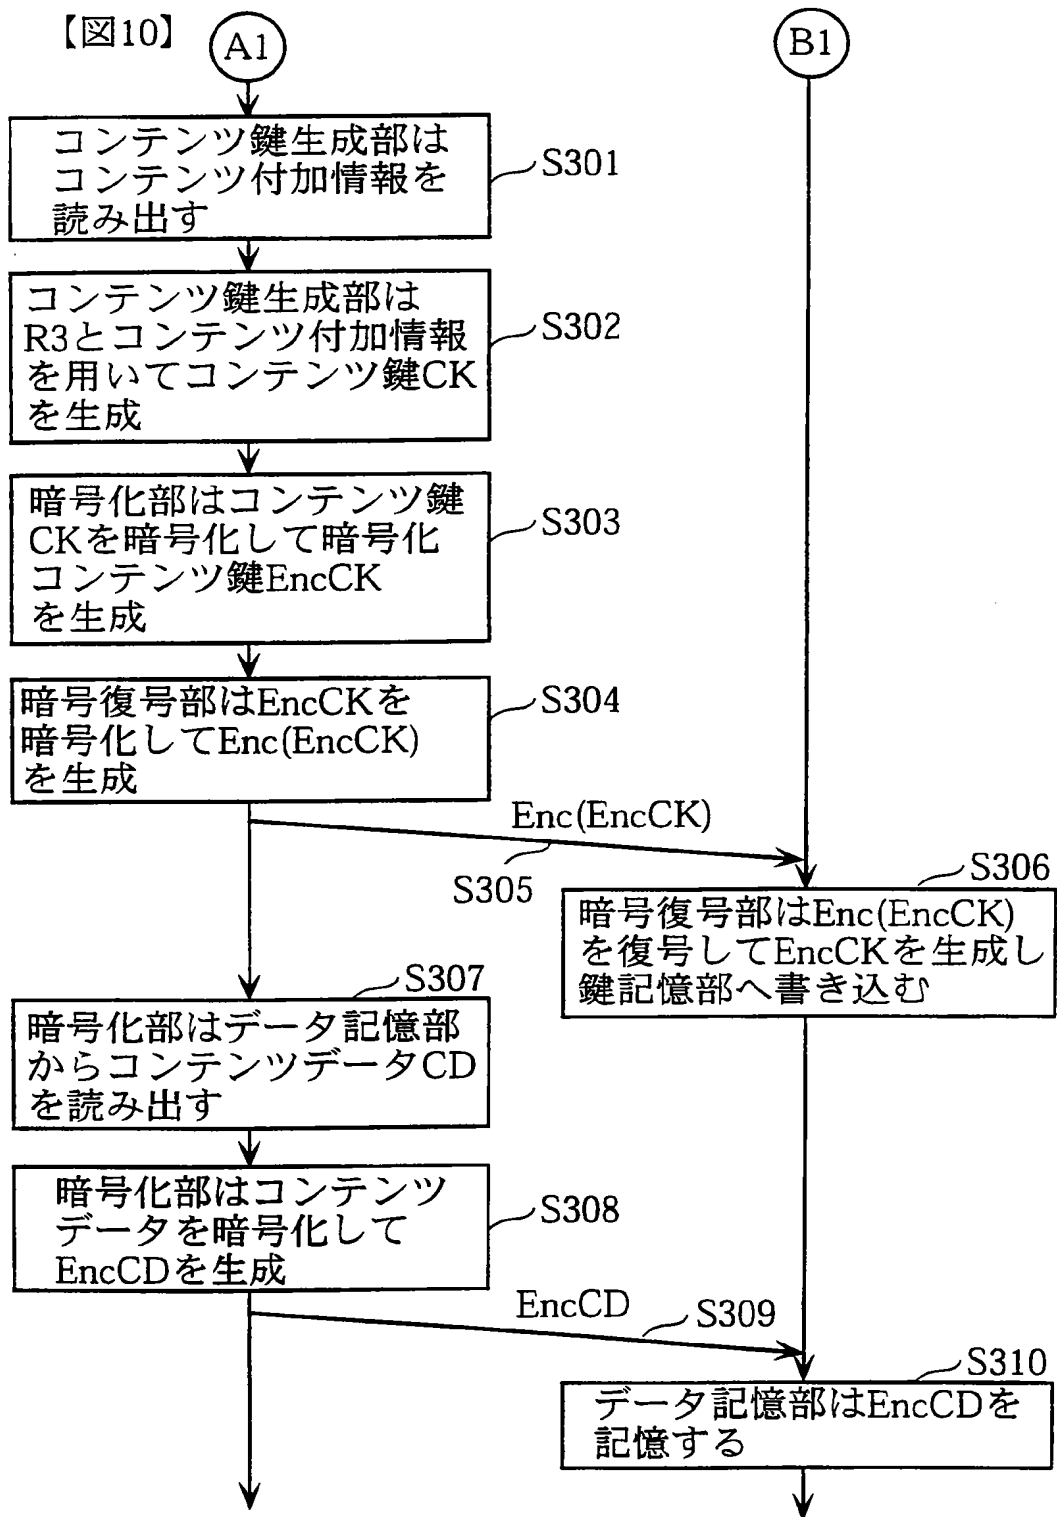 【図10】
A1
B1
コンテンツ鍵生成部は
コンテンツ付加情報を
読み出す
S301
コンテンツ鍵生成部は
R3とコンテンツ付加情報
を用いてコンテンツ鍵CK
を生成
S302
暗号化部はコンテンツ鍵
CKを暗号化して暗号化
コンテンツ鍵EncCK
を生成
S303
暗号復号部はEncCKを
暗号化してEnc(EncCK)
を生成
S304
Enc(EncCK)
S305
S306
暗号復号部はEnc(EncCK)
を復号してEncCKを生成し
鍵記憶部へ書き込む
S307
暗号化部はデータ記憶部
からコンテンツデータCD
を読み出す
暗号化部はコンテンツ
データを暗号化して
EncCDを生成
S308
EncCD
S309
S310
データ記憶部はEncCDを
記憶する